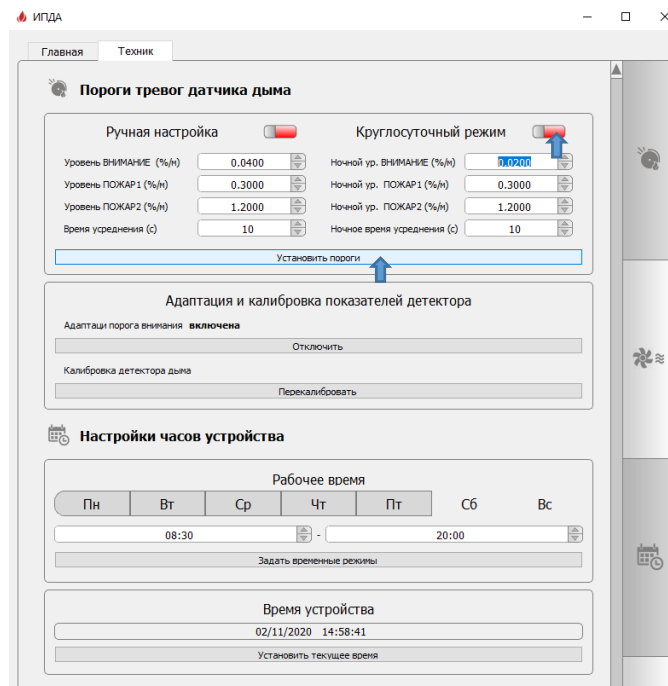 ИПДА
Главная Техник
Пороги тревог датчика дыма
Ручная настройка Круглосуточный режим
Уровень ВНИМАНИЕ (%/м) 0.0400 Ночной ур. ВНИМАНИЕ (%/м) 0.0200
Уровень ПОЖАР1 (%/м) 0.3000 Ночной ур. ПОЖАР1 (%/м) 0.3000
Уровень ПОЖАР2 (%/м) 1.2000 Ночной ур. ПОЖАР2 (%/м) 1.2000
Время усреднения (с) 10 Ночное время усреднения (с) 10
Установить пороги
Адаптация и калибровка показателей детектора
Адаптаци порога внимания включена
Отключить
Калибровка детектора дыма
Перекалибровать
Настройки часов устройства
Рабочее время
Пн Вт Ср Чт Пт Сб Вс
08:30 - 20:00
Задать временные режимы
Время устройства
02/11/2020 14:58:41
Установить текущее время